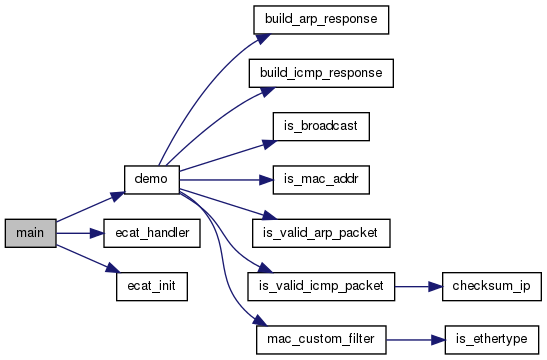 main
demo
ecat_handler
ecat_init
build_arp_response
build_icmp_response
is_broadcast
is_mac_addr
is_valid_arp_packet
is_valid_icmp_packet
mac_custom_filter
checksum_ip
is_ethertype